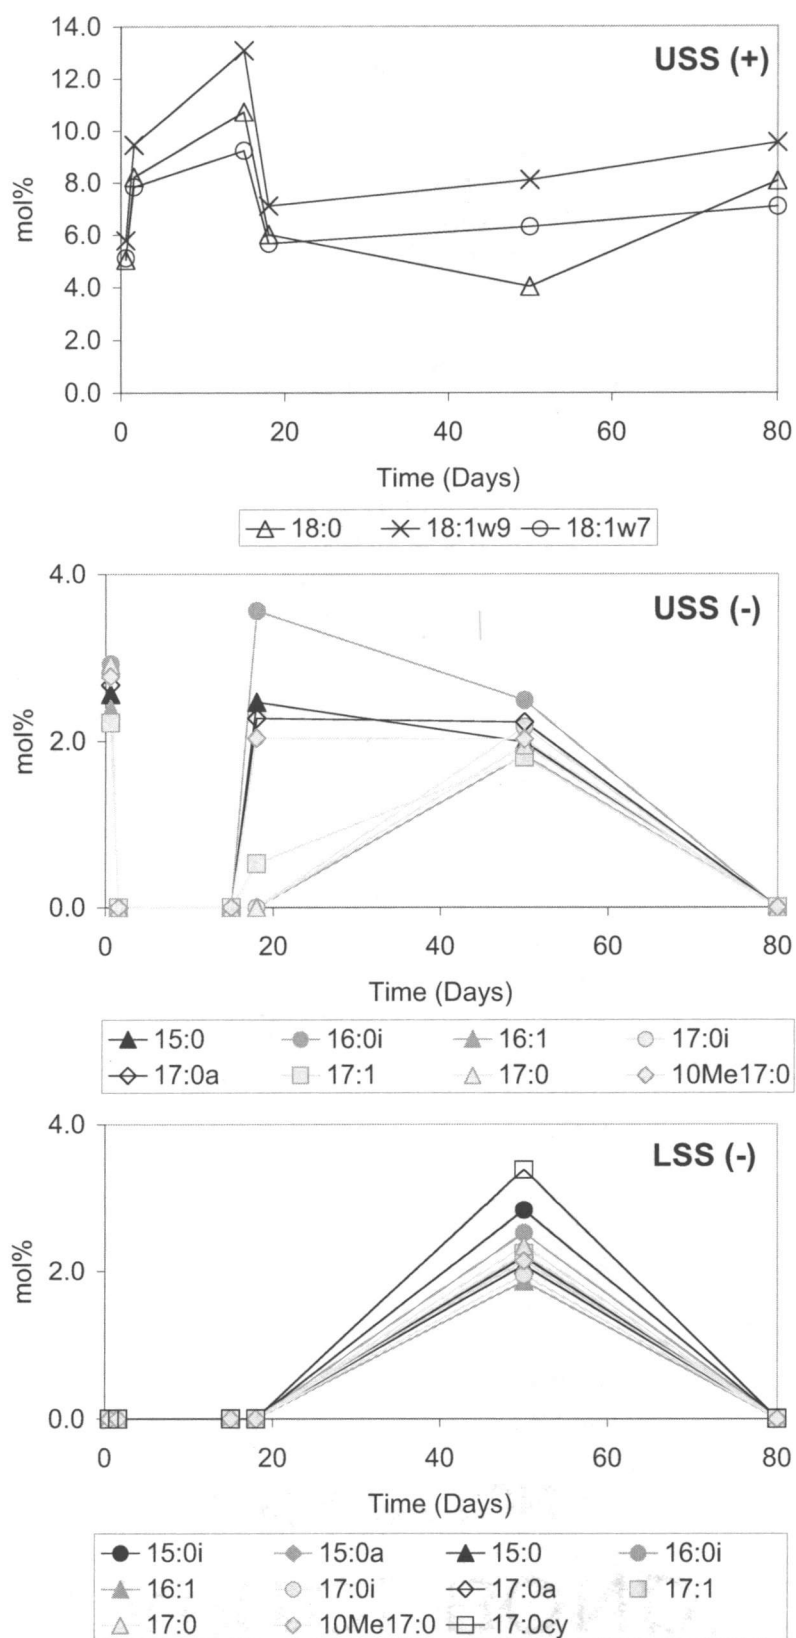 14.0
USS (+)
12.0
10.0
8.0
6.0
4.0
2.0
0.0
mol%
0 20 40 60 80
Time (Days)
18:0 18:1w9 18:1w7
4.0
USS (-)
2.0
0.0
mol%
0 20 40 60 80
Time (Days)
15:0 16:0i 16:1 17:0i
17:0a 17:1 17:0 10Me17:0
4.0
LSS (-)
2.0
0.0
mol%
0 20 40 60 80
Time (Days)
15:0i 15:0a 15:0 16:0i
16:1 17:0i 17:0a 17:1
17:0 10Me17:0 17:0cy